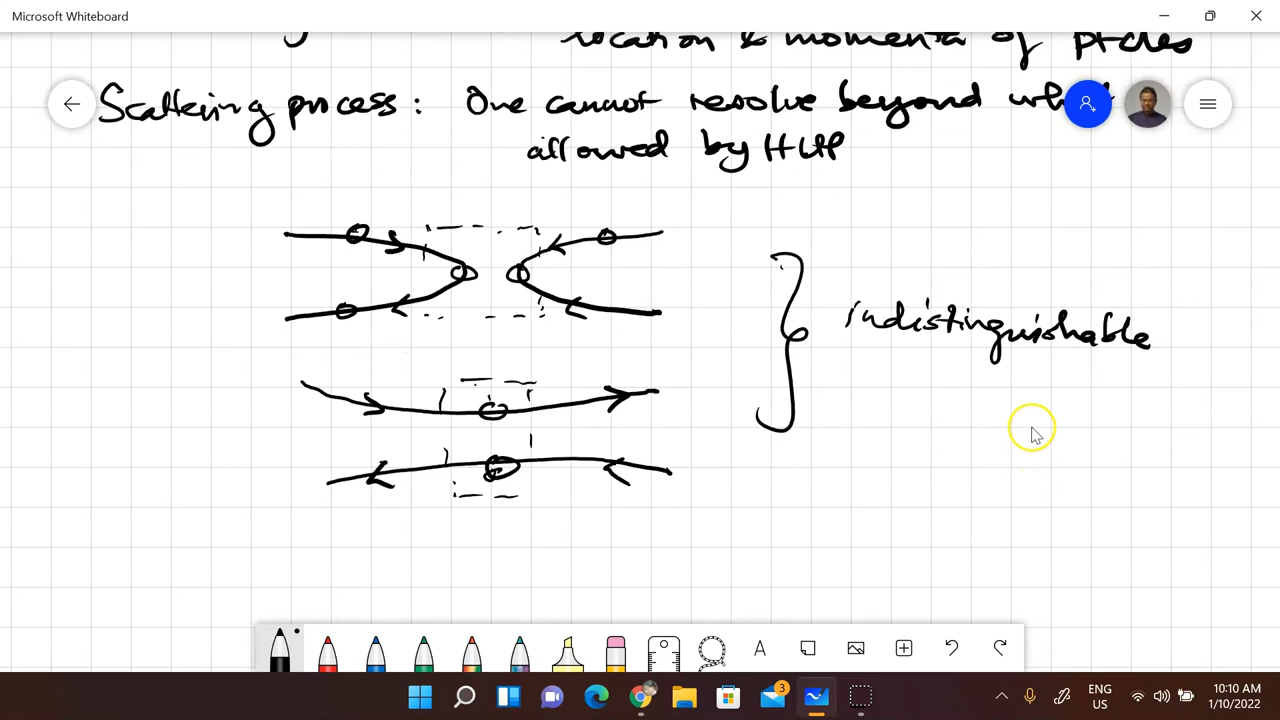 Microsoft Whiteboard
location & momenta of ptcles
Scattering process: One cannot resolve beyond
allowed by HUP
indistinguishable
A
3
ENG
US
10:10 AM
1/10/2022